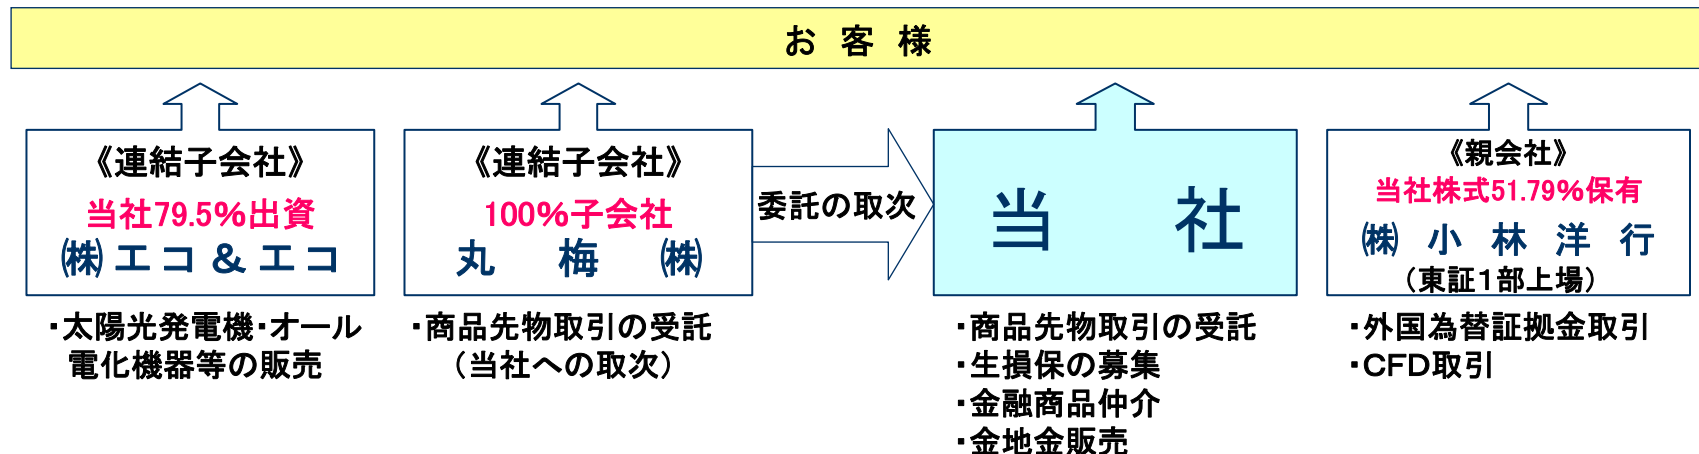 お 客 様
《連結子会社》
当社79.5%出資
㈱エコ&エコ
・太陽光発電機・オール
電化機器等の販売
《連結子会社》
100%子会社
丸 梅 ㈱
・商品先物取引の受託
(当社への取次)
委託の取次
当 社
・商品先物取引の受託
・生損保の募集
・金融商品仲介
・金地金販売
《親会社》
当社株式51.79%保有
㈱ 小 林 洋 行
(東証1部上場)
・外国為替証拠金取引
・CFD取引